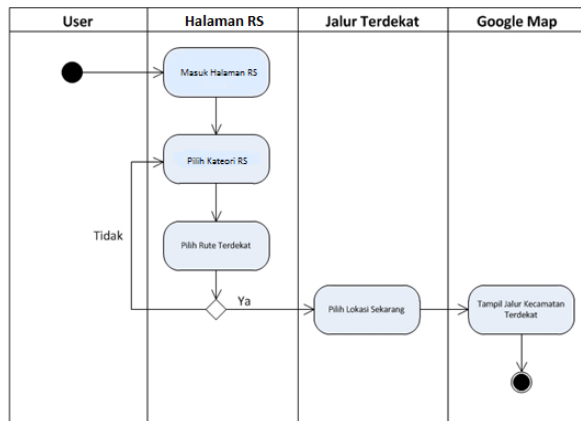 User
Halaman RS
Jalur Terdekat
Google Map
Masuk Halaman RS
Pilih Kateori RS
Tidak
Pilih Rute Terdekat
Ya
Pilih Lokasi Sekarang
Tampil Jalur Kecamatan
Terdekat